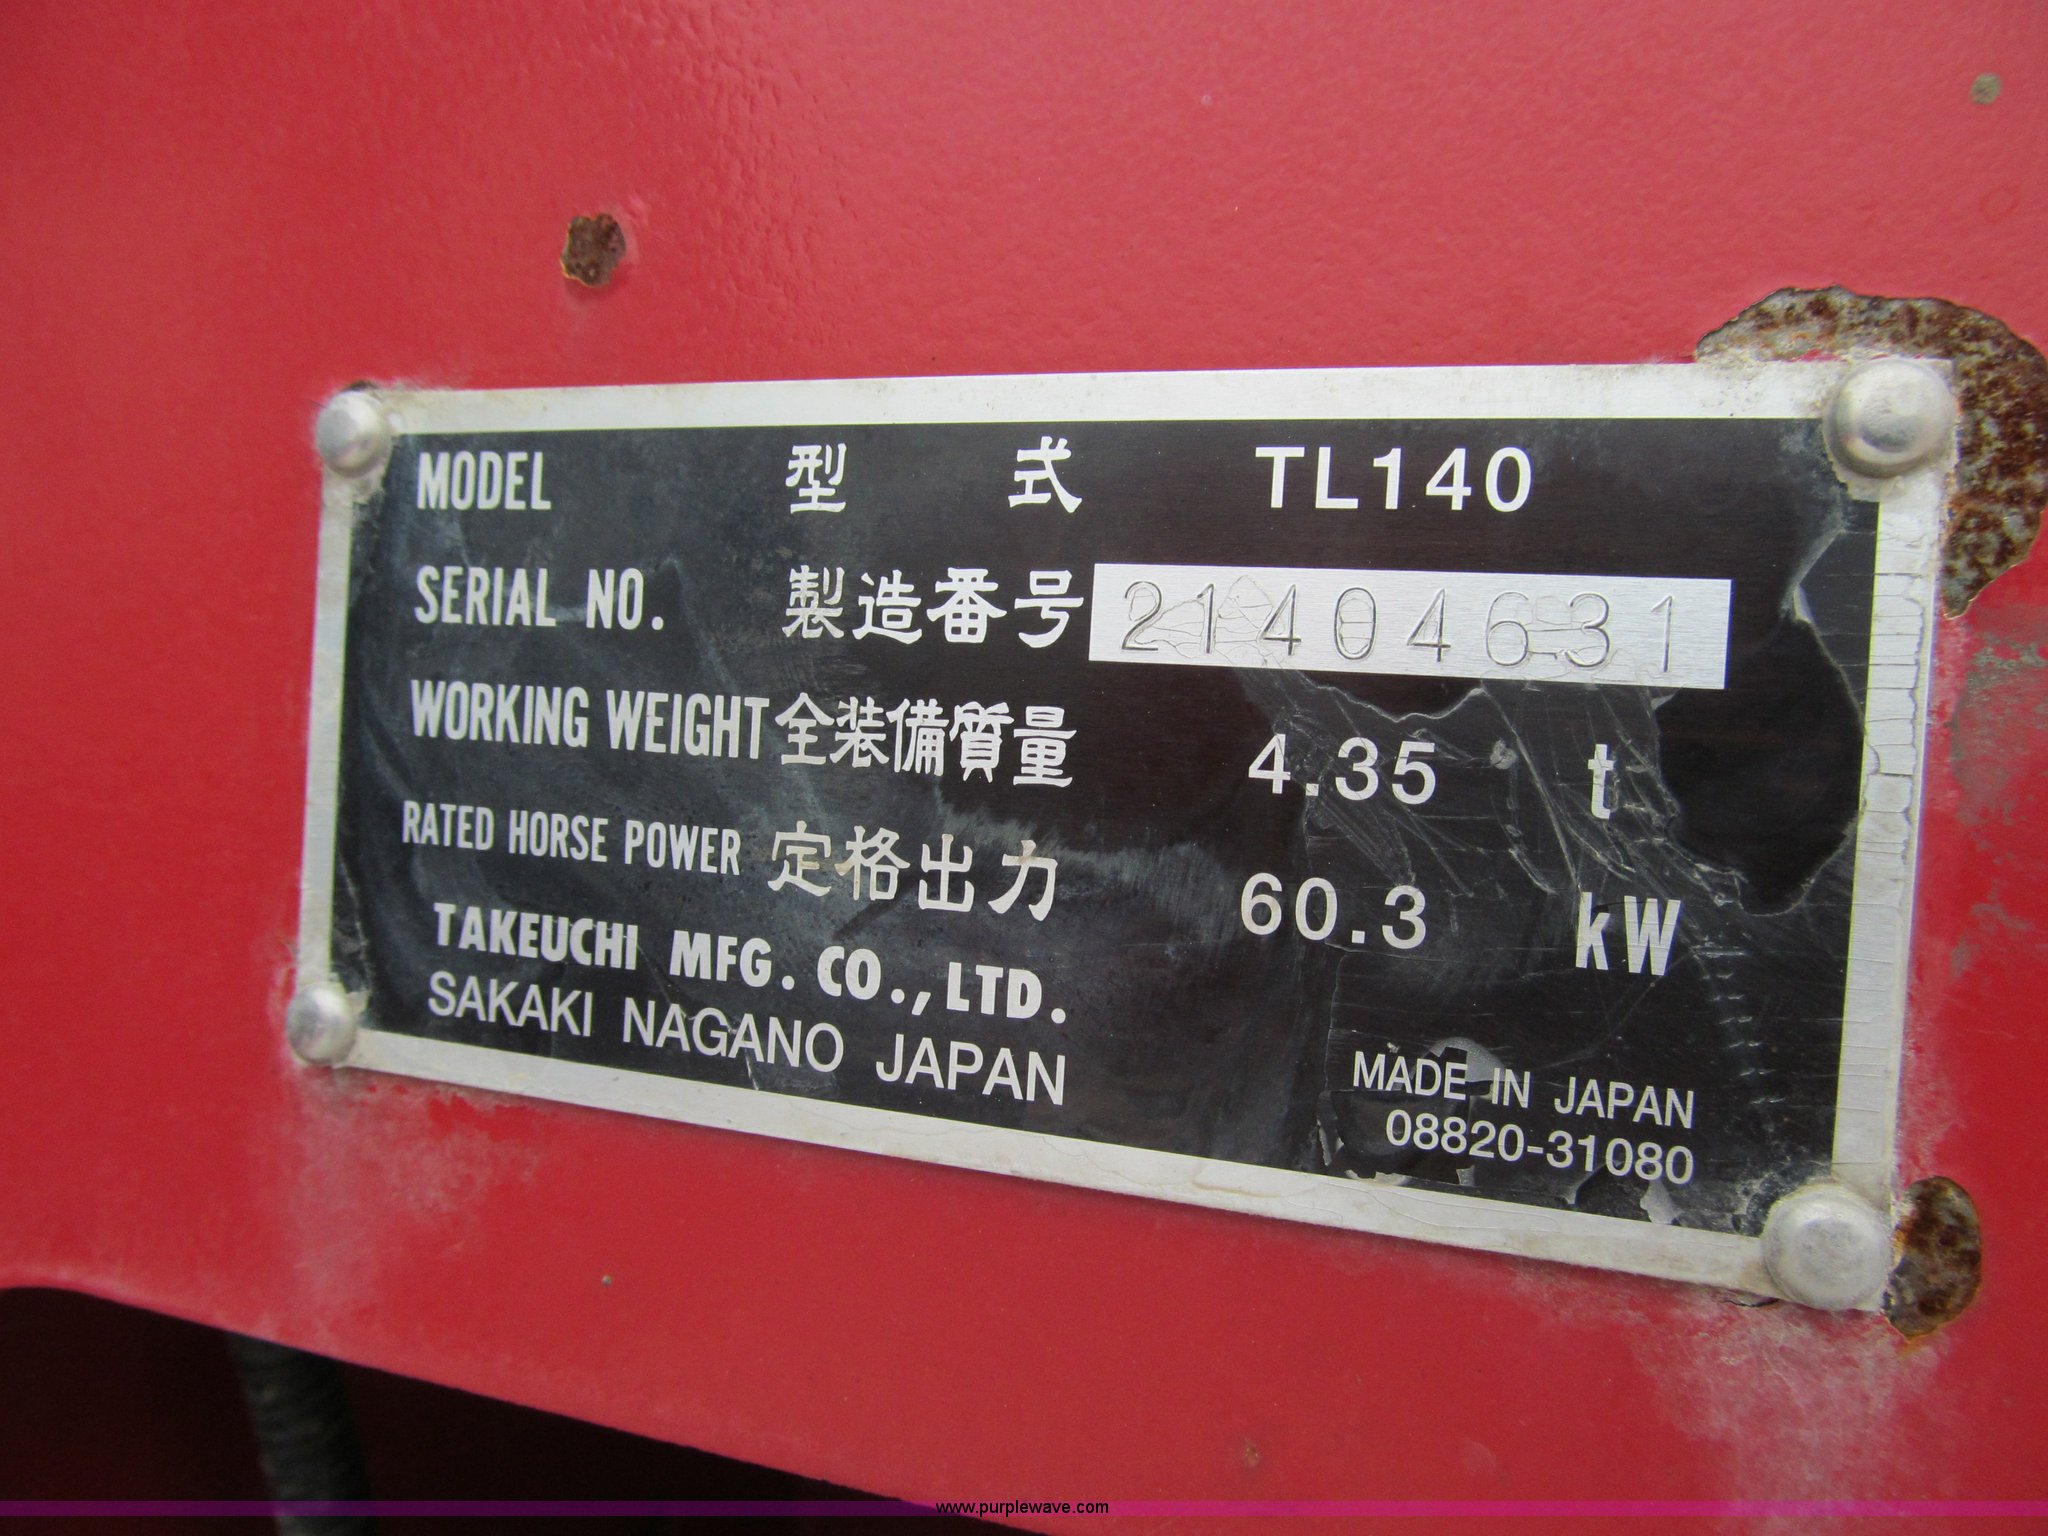 MODEL 型 式 TL140
SERIAL NO. 製造番号 21404631
WORKING WEIGHT 全装備質量 4.35 t
RATED HORSE POWER 定格出力 60.3 kW
TAKEUCHI MFG. CO., LTD.
SAKAKI NAGANO JAPAN
MADE IN JAPAN
08820-31080
www.purplewave.com